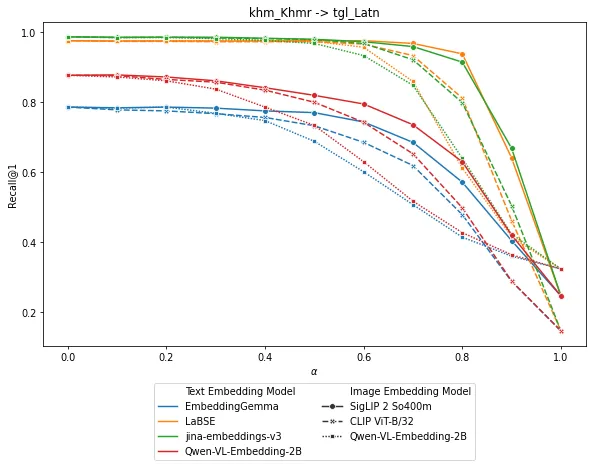 khm_Khmr -> tgl_Latn
Recall@1
1.0
0.8
0.6
0.4
0.2
0.0 0.2 0.4 0.6 0.8 1.0
α
Text Embedding Model
EmbeddingGemma
LaBSE
jina-embeddings-v3
Qwen-VL-Embedding-2B
Image Embedding Model
SigLIP 2 So400m
CLIP ViT-B/32
Qwen-VL-Embedding-2B